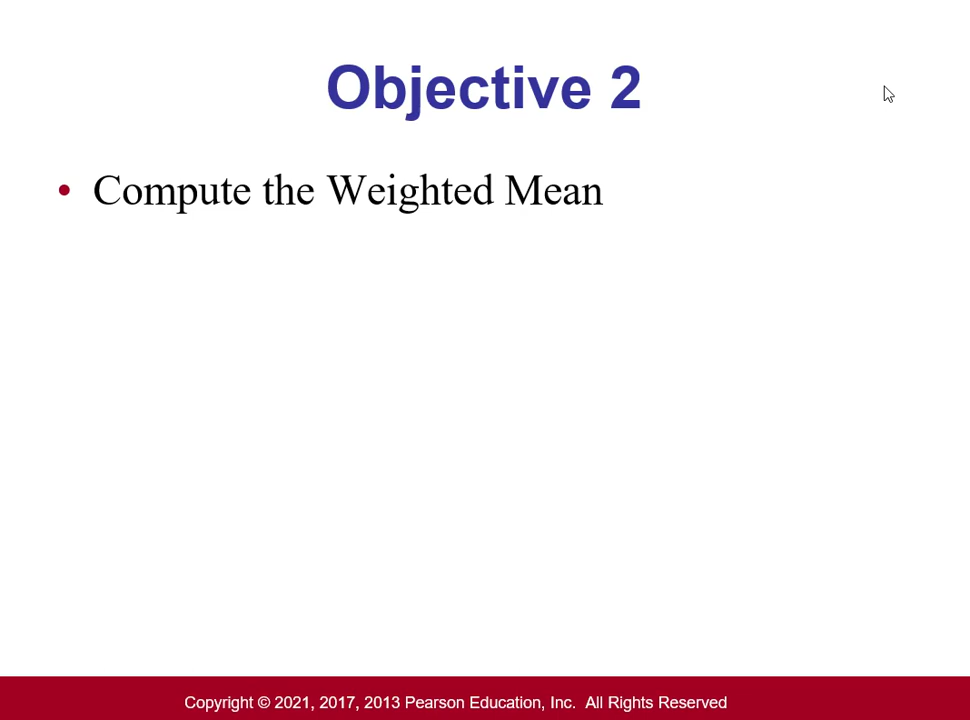 Objective 2
• Compute the Weighted Mean
Copyright © 2021, 2017, 2013 Pearson Education, Inc. All Rights Reserved